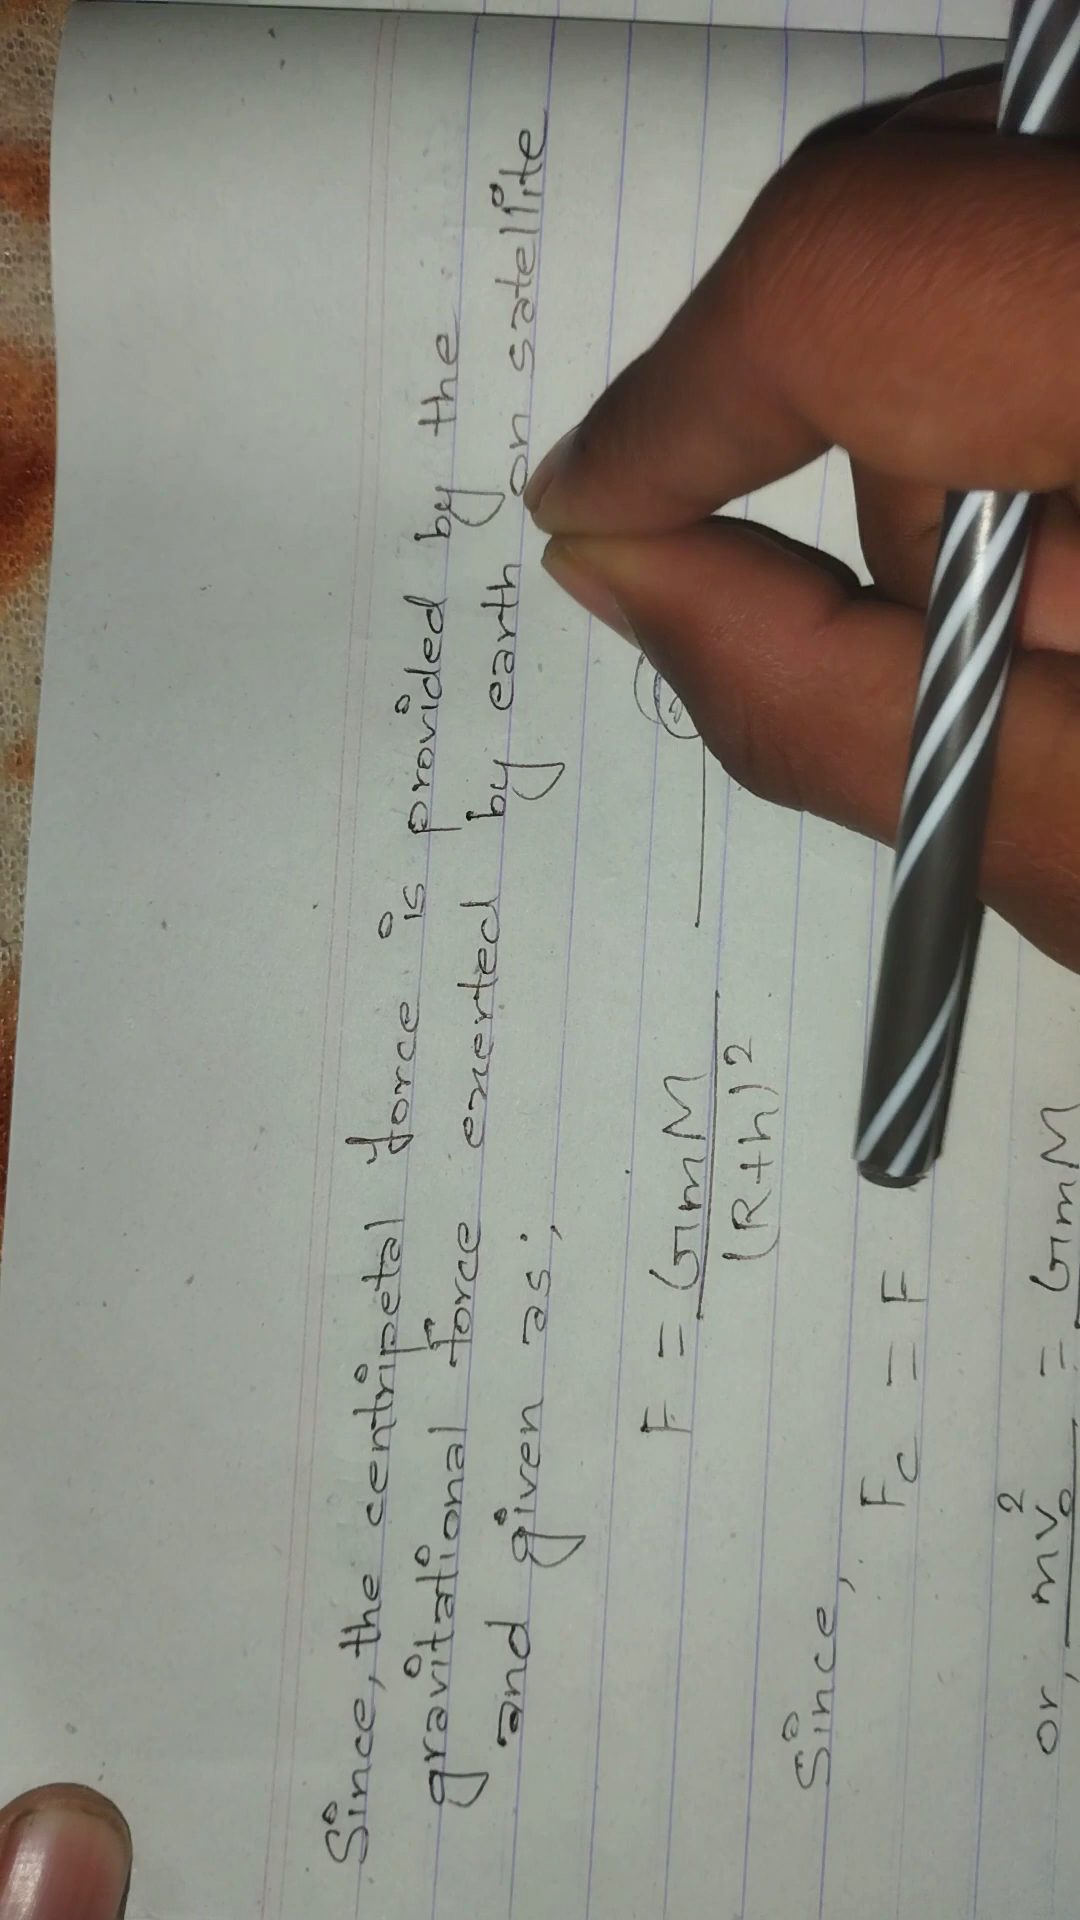 Since, the centripetal force is provided by the
gravitational force exerted by earth on satellite
and given as;
F = GmM
(R+h)²
Since, Fc = F
or, mv₀² = GmM